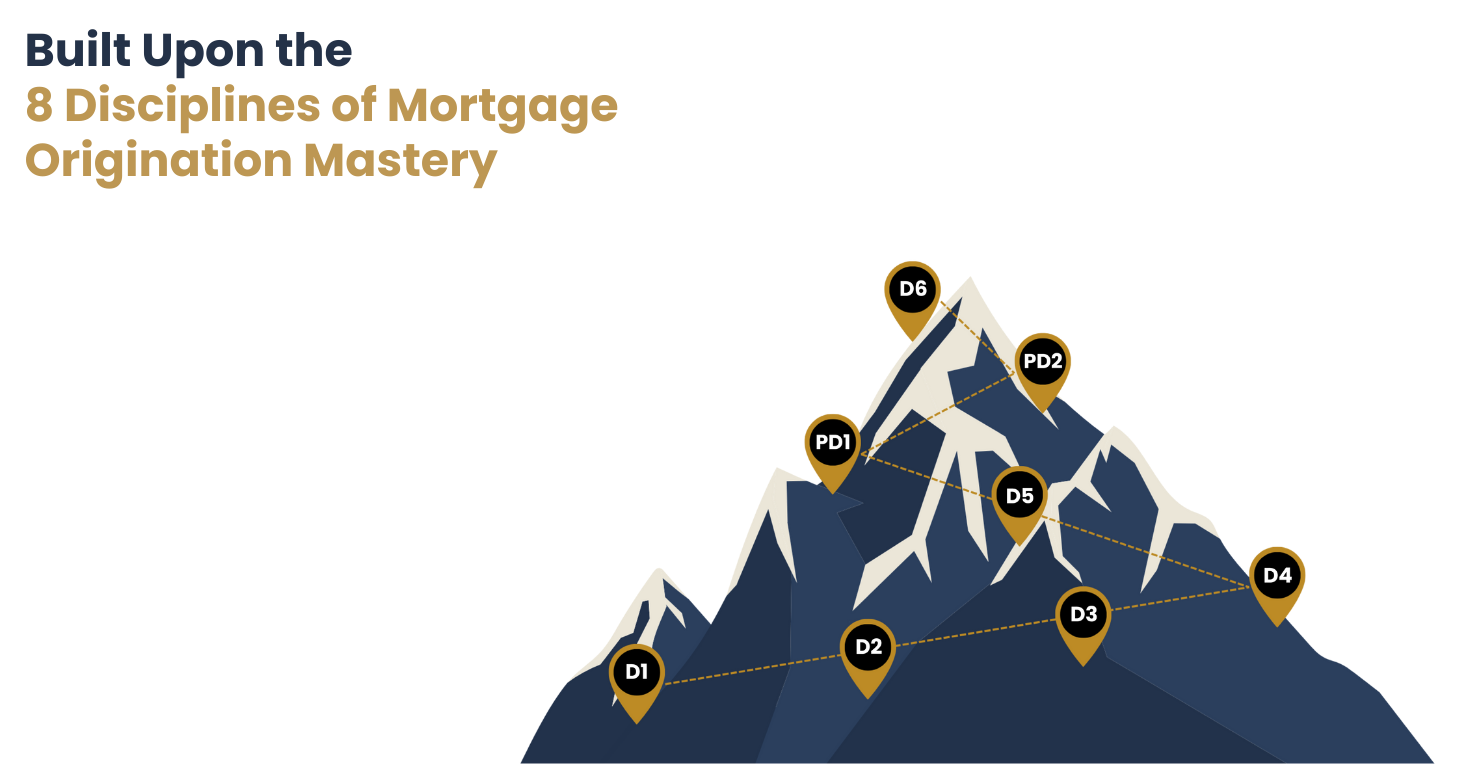 Built Upon the
8 Disciplines of Mortgage
Origination Mastery
D6
PD2
PD1
D5
D4
D3
D2
D1